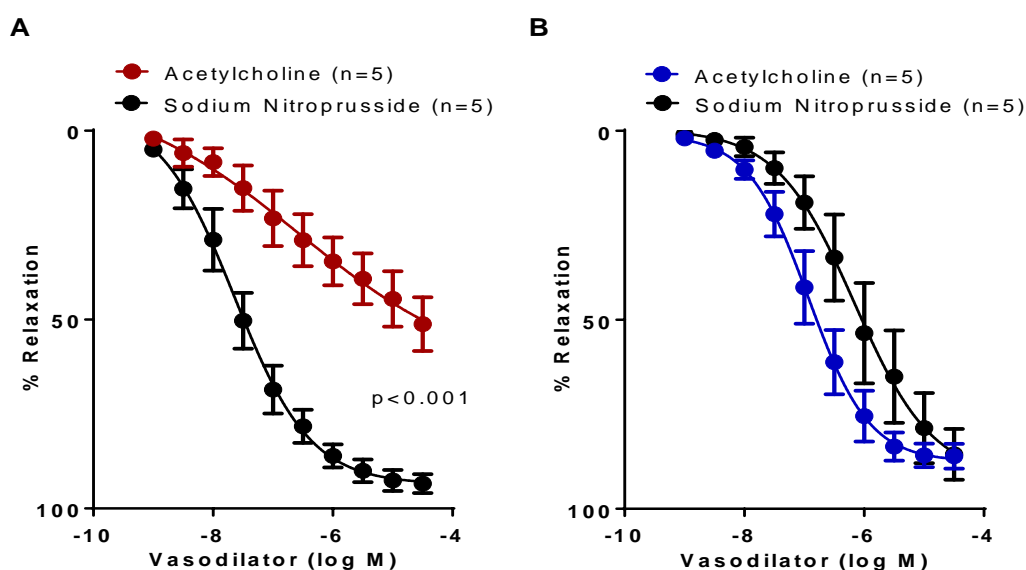 A
Acetylcholine (n=5)
Sodium Nitroprusside (n=5)
0
50
100
% Relaxation
p<0.001
-10
-8
-6
-4
Vasodilator (log M)
B
Acetylcholine (n=5)
Sodium Nitroprusside (n=5)
0
50
100
% Relaxation
-10
-8
-6
-4
Vasodilator (log M)